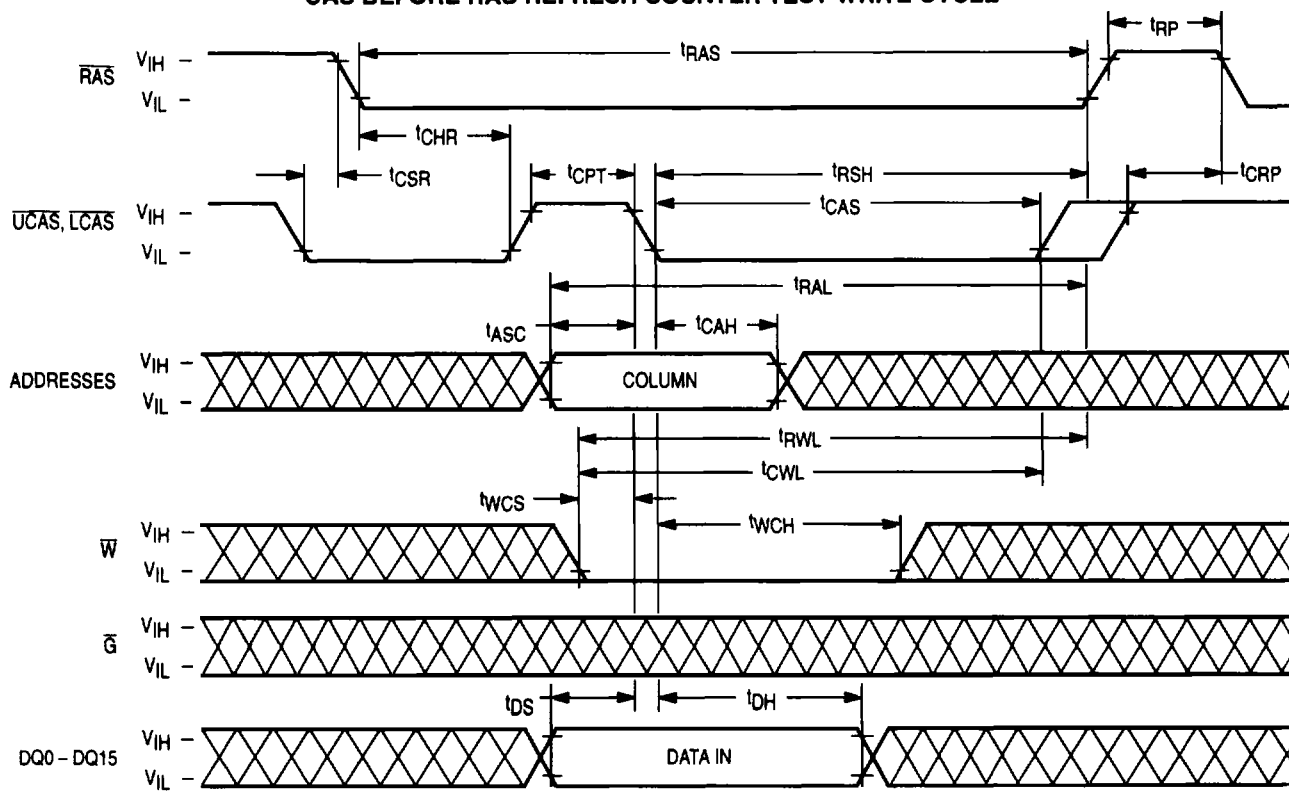 CAS BEFORE RAS REFRESH COUNTER TEST WRITE CYCLE
tRP
tRAS
RAS
VIH
VIL
tCHR
tCSR
tCPT
tRSH
tCRP
tCAS
UCAS, LCAS
VIH
VIL
tRAL
tASC
tCAH
ADDRESSES
VIH
VIL
COLUMN
tRWL
tCWL
tWCS
tWCH
W
VIH
VIL
G
VIH
VIL
tDS
tDH
DQ0 – DQ15
VIH
VIL
DATA IN